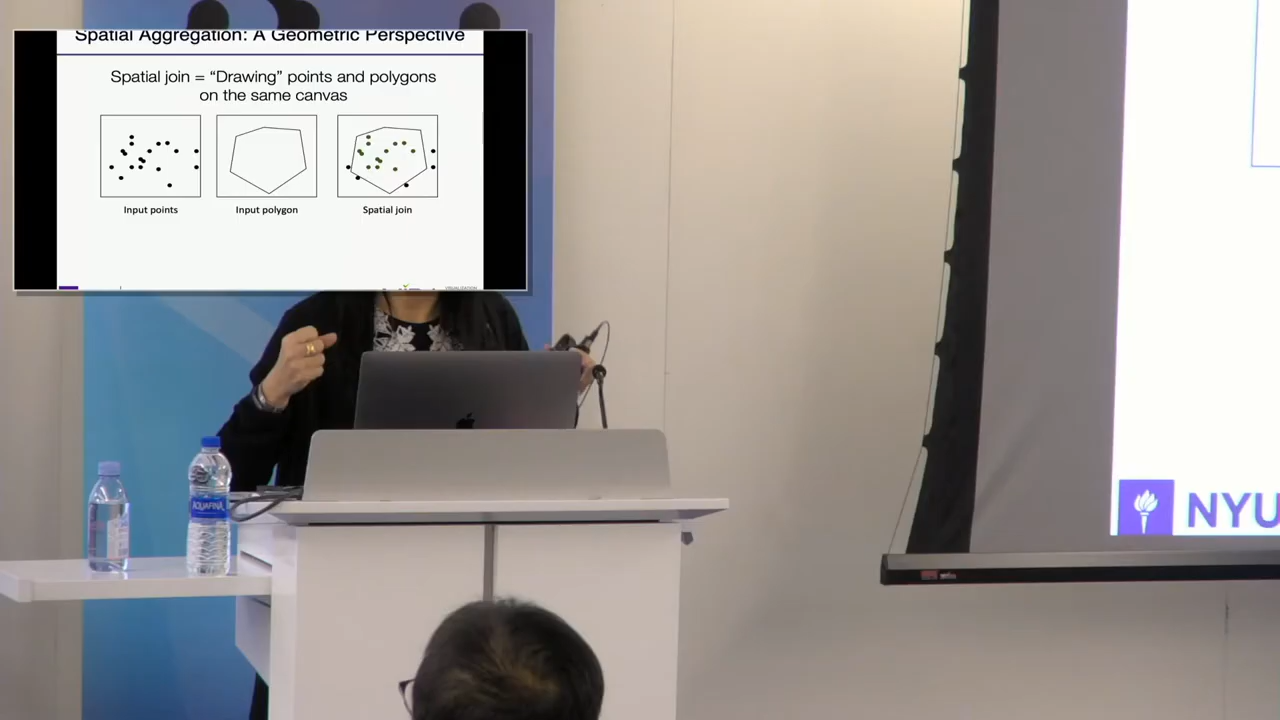 Spatial Aggregation: A Geometric Perspective
Spatial join = “Drawing” points and polygons
on the same canvas
Input points
Input polygon
Spatial join
VISUALIZATION
AQUAFINA
NYU